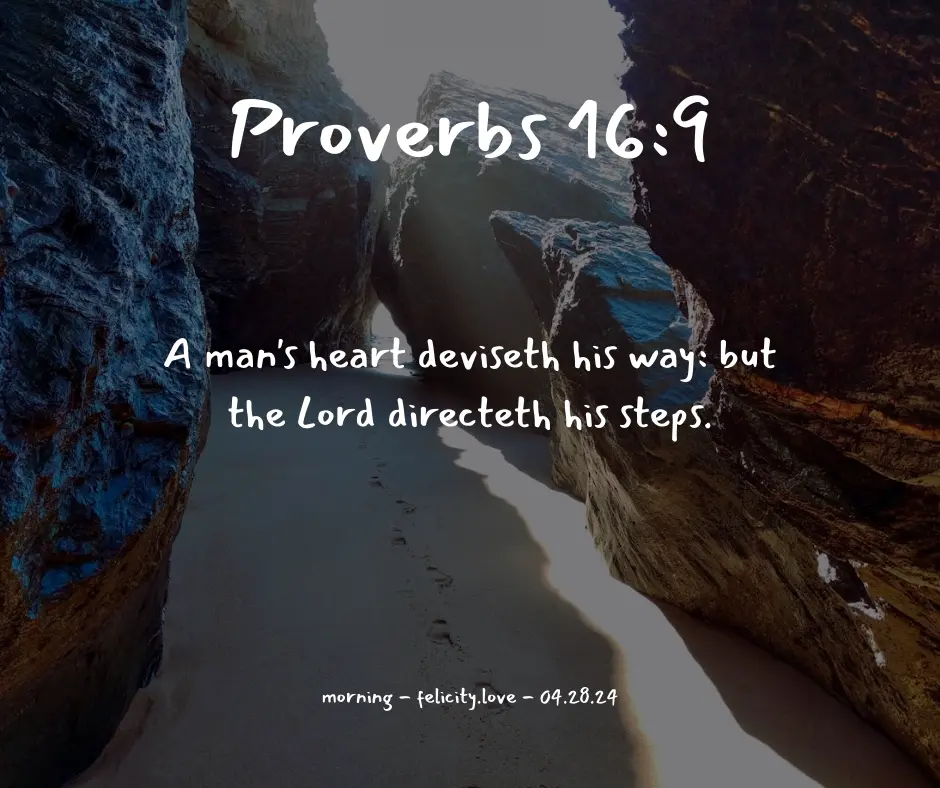 Proverbs 16:9
A man's heart deviseth his way: but
the Lord directeth his steps.
morning - felicity.love - 04.28.24